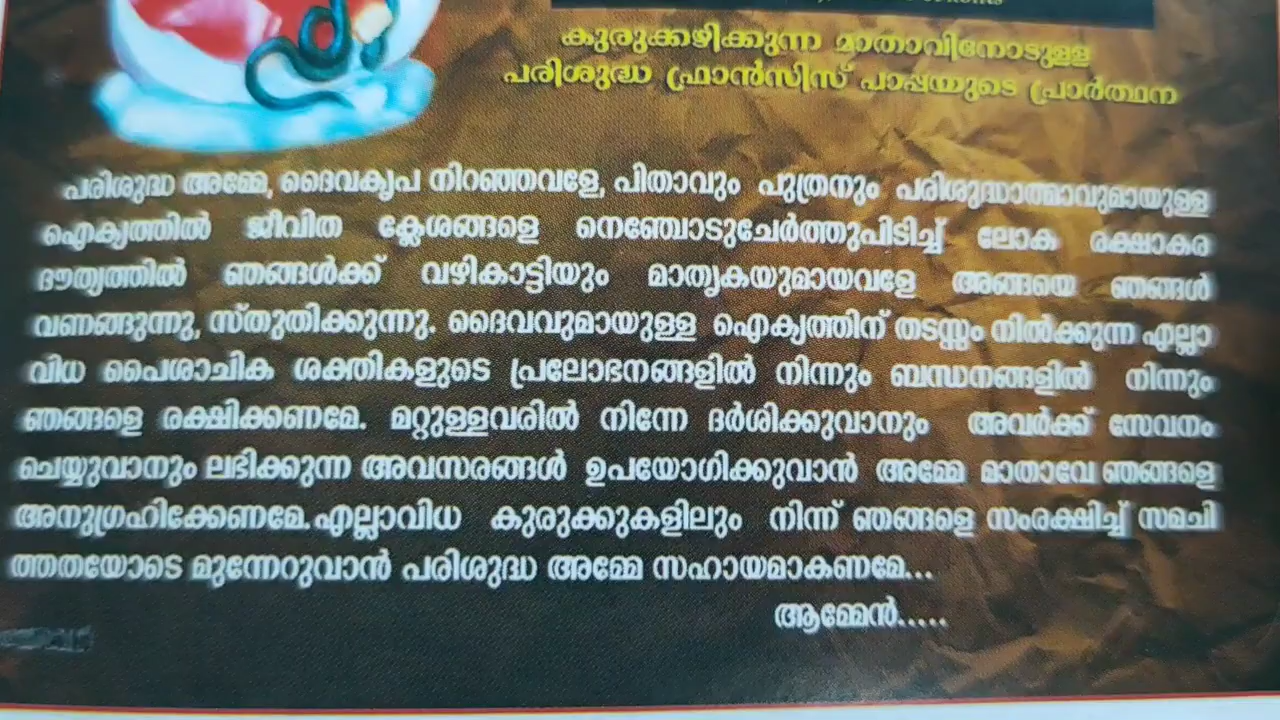 കുരുക്കഴിക്കുന്ന മാതാവിനോടുള്ള
പരിശുദ്ധ ഫ്രാൻസിസ് പാപ്പയുടെ പ്രാർത്ഥന
പരിശുദ്ധ അമ്മേ, ദൈവകൃപ നിറഞ്ഞവളേ, പിതാവും പുത്രനും പരിശുദ്ധാത്മാവുമായുള്ള
ഐക്യത്തിൽ ജീവിത ക്ലേശങ്ങളെ നെഞ്ചോടുചേർത്തുപിടിച്ച് ലോക രക്ഷാകര
ദൗത്യത്തിൽ ഞങ്ങൾക്ക് വഴികാട്ടിയും മാതൃകയുമായവളേ അങ്ങയെ ഞങ്ങൾ
വണങ്ങുന്നു, സ്തുതിക്കുന്നു. ദൈവവുമായുള്ള ഐക്യത്തിന് തടസ്സം നിൽക്കുന്ന എല്ലാ
വിധ പൈശാചിക ശക്തികളുടെ പ്രലോഭനങ്ങളിൽ നിന്നും ബന്ധനങ്ങളിൽ നിന്നും
ഞങ്ങളെ രക്ഷിക്കണമേ. മറ്റുള്ളവരിൽ നിന്നേ ദർശിക്കുവാനും അവർക്ക് സേവനം
ചെയ്യുവാനും ലഭിക്കുന്ന അവസരങ്ങൾ ഉപയോഗിക്കുവാൻ അമ്മേ മാതാവേ ഞങ്ങളെ
അനുഗ്രഹിക്കേണമേ.എല്ലാവിധ കുരുക്കുകളിലും നിന്ന് ഞങ്ങളെ സംരക്ഷിച്ച് സമചി
ത്തതയോടെ മുന്നേറുവാൻ പരിശുദ്ധ അമ്മേ സഹായമാകണമേ...
ആമ്മേൻ.....